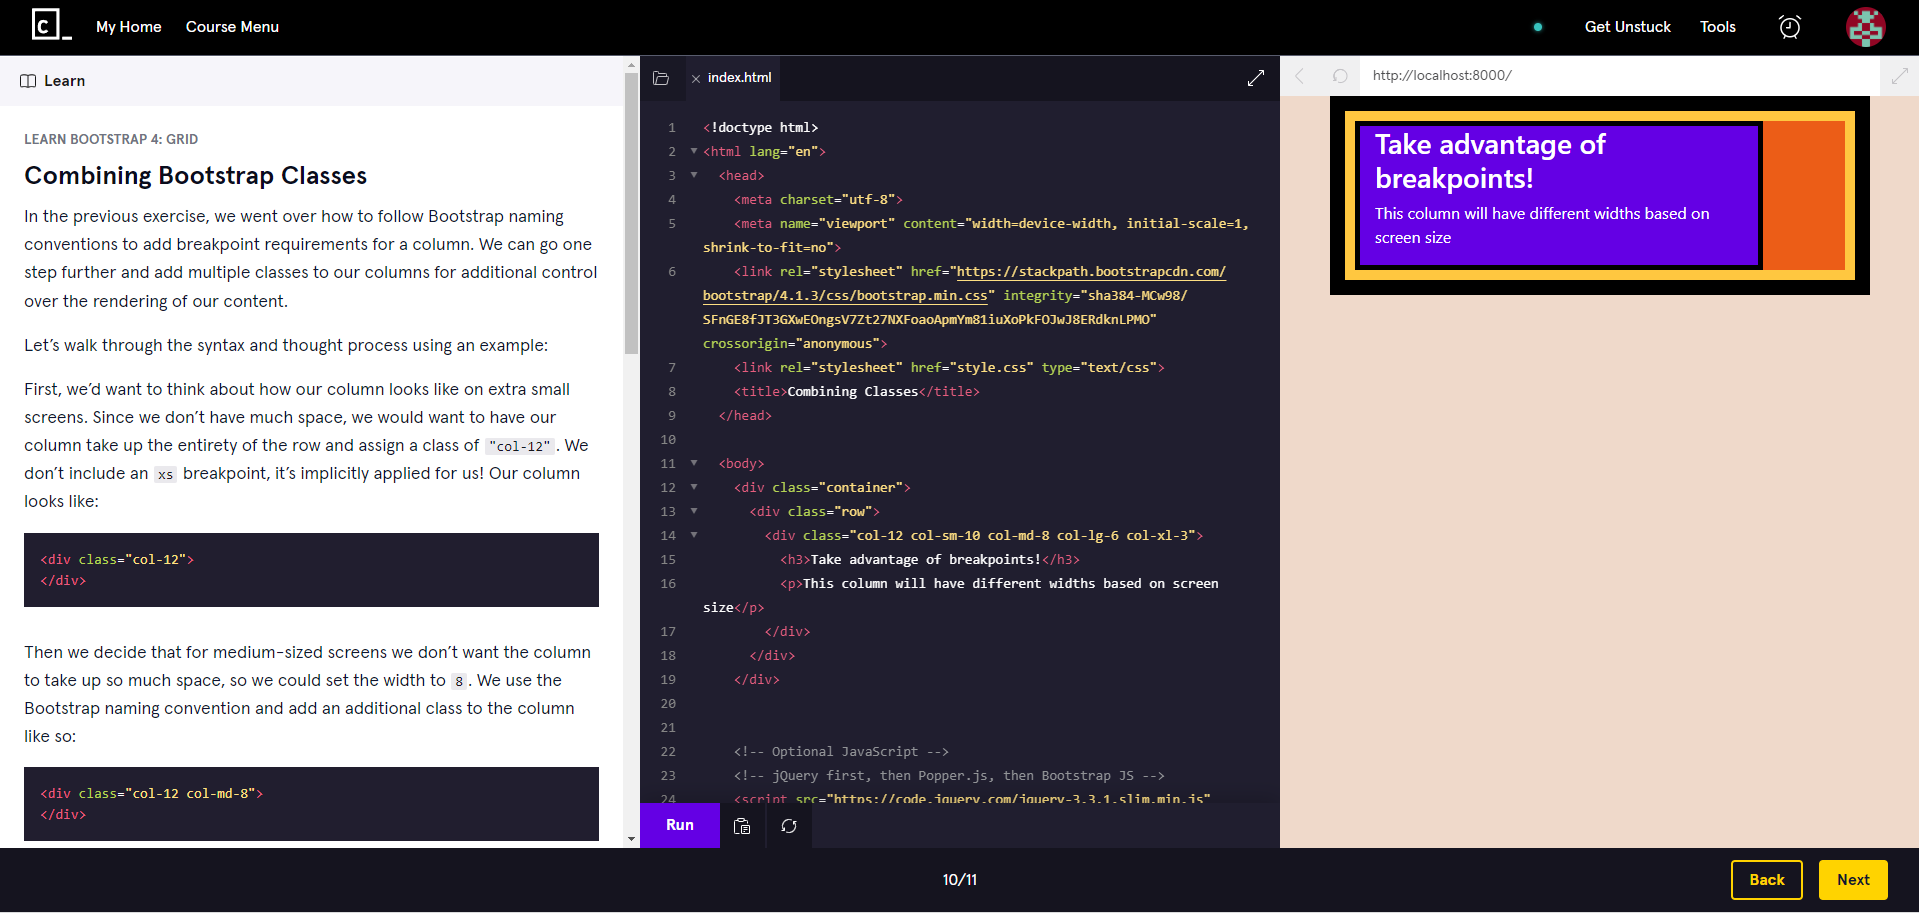 C_
My Home
Course Menu
Get Unstuck
Tools
Learn
LEARN BOOTSTRAP 4: GRID
Combining Bootstrap Classes
In the previous exercise, we went over how to follow Bootstrap naming
conventions to add breakpoint requirements for a column. We can go one
step further and add multiple classes to our columns for additional control
over the rendering of our content.
Let’s walk through the syntax and thought process using an example:
First, we’d want to think about how our column looks like on extra small
screens. Since we don’t have much space, we would want to have our
column take up the entirety of the row and assign a class of "col-12". We
don’t include an xs breakpoint, it’s implicitly applied for us! Our column
looks like:
<div class="col-12">
</div>
Then we decide that for medium-sized screens we don’t want the column
to take up so much space, so we could set the width to 8. We use the
Bootstrap naming convention and add an additional class to the column
like so:
<div class="col-12 col-md-8">
</div>
index.html
1 <!doctype html>
2 <html lang="en">
3 <head>
4 <meta charset="utf-8">
5 <meta name="viewport" content="width=device-width, initial-scale=1,
shrink-to-fit=no">
6 <link rel="stylesheet" href="https://stackpath.bootstrapcdn.com/
bootstrap/4.1.3/css/bootstrap.min.css" integrity="sha384-MCw98/
SFnGE8fJT3GXwEOngsV7Zt27NXFoaoApmYm81iuXoPkFOJwJ8ERdknLPMO"
crossorigin="anonymous">
7 <link rel="stylesheet" href="style.css" type="text/css">
8 <title>Combining Classes</title>
9 </head>
10
11 <body>
12 <div class="container">
13 <div class="row">
14 <div class="col-12 col-sm-10 col-md-8 col-lg-6 col-xl-3">
15 <h3>Take advantage of breakpoints!</h3>
16 <p>This column will have different widths based on screen
size</p>
17 </div>
18 </div>
19 </div>
20
21
22 <!-- Optional JavaScript -->
23 <!-- jQuery first, then Popper.js, then Bootstrap JS -->
24 <script src="https://code.jquery.com/jquery-3.3.1.slim.min.js"
Run
http://localhost:8000/
Take advantage of
breakpoints!
This column will have different widths based on
screen size
10/11
Back
Next